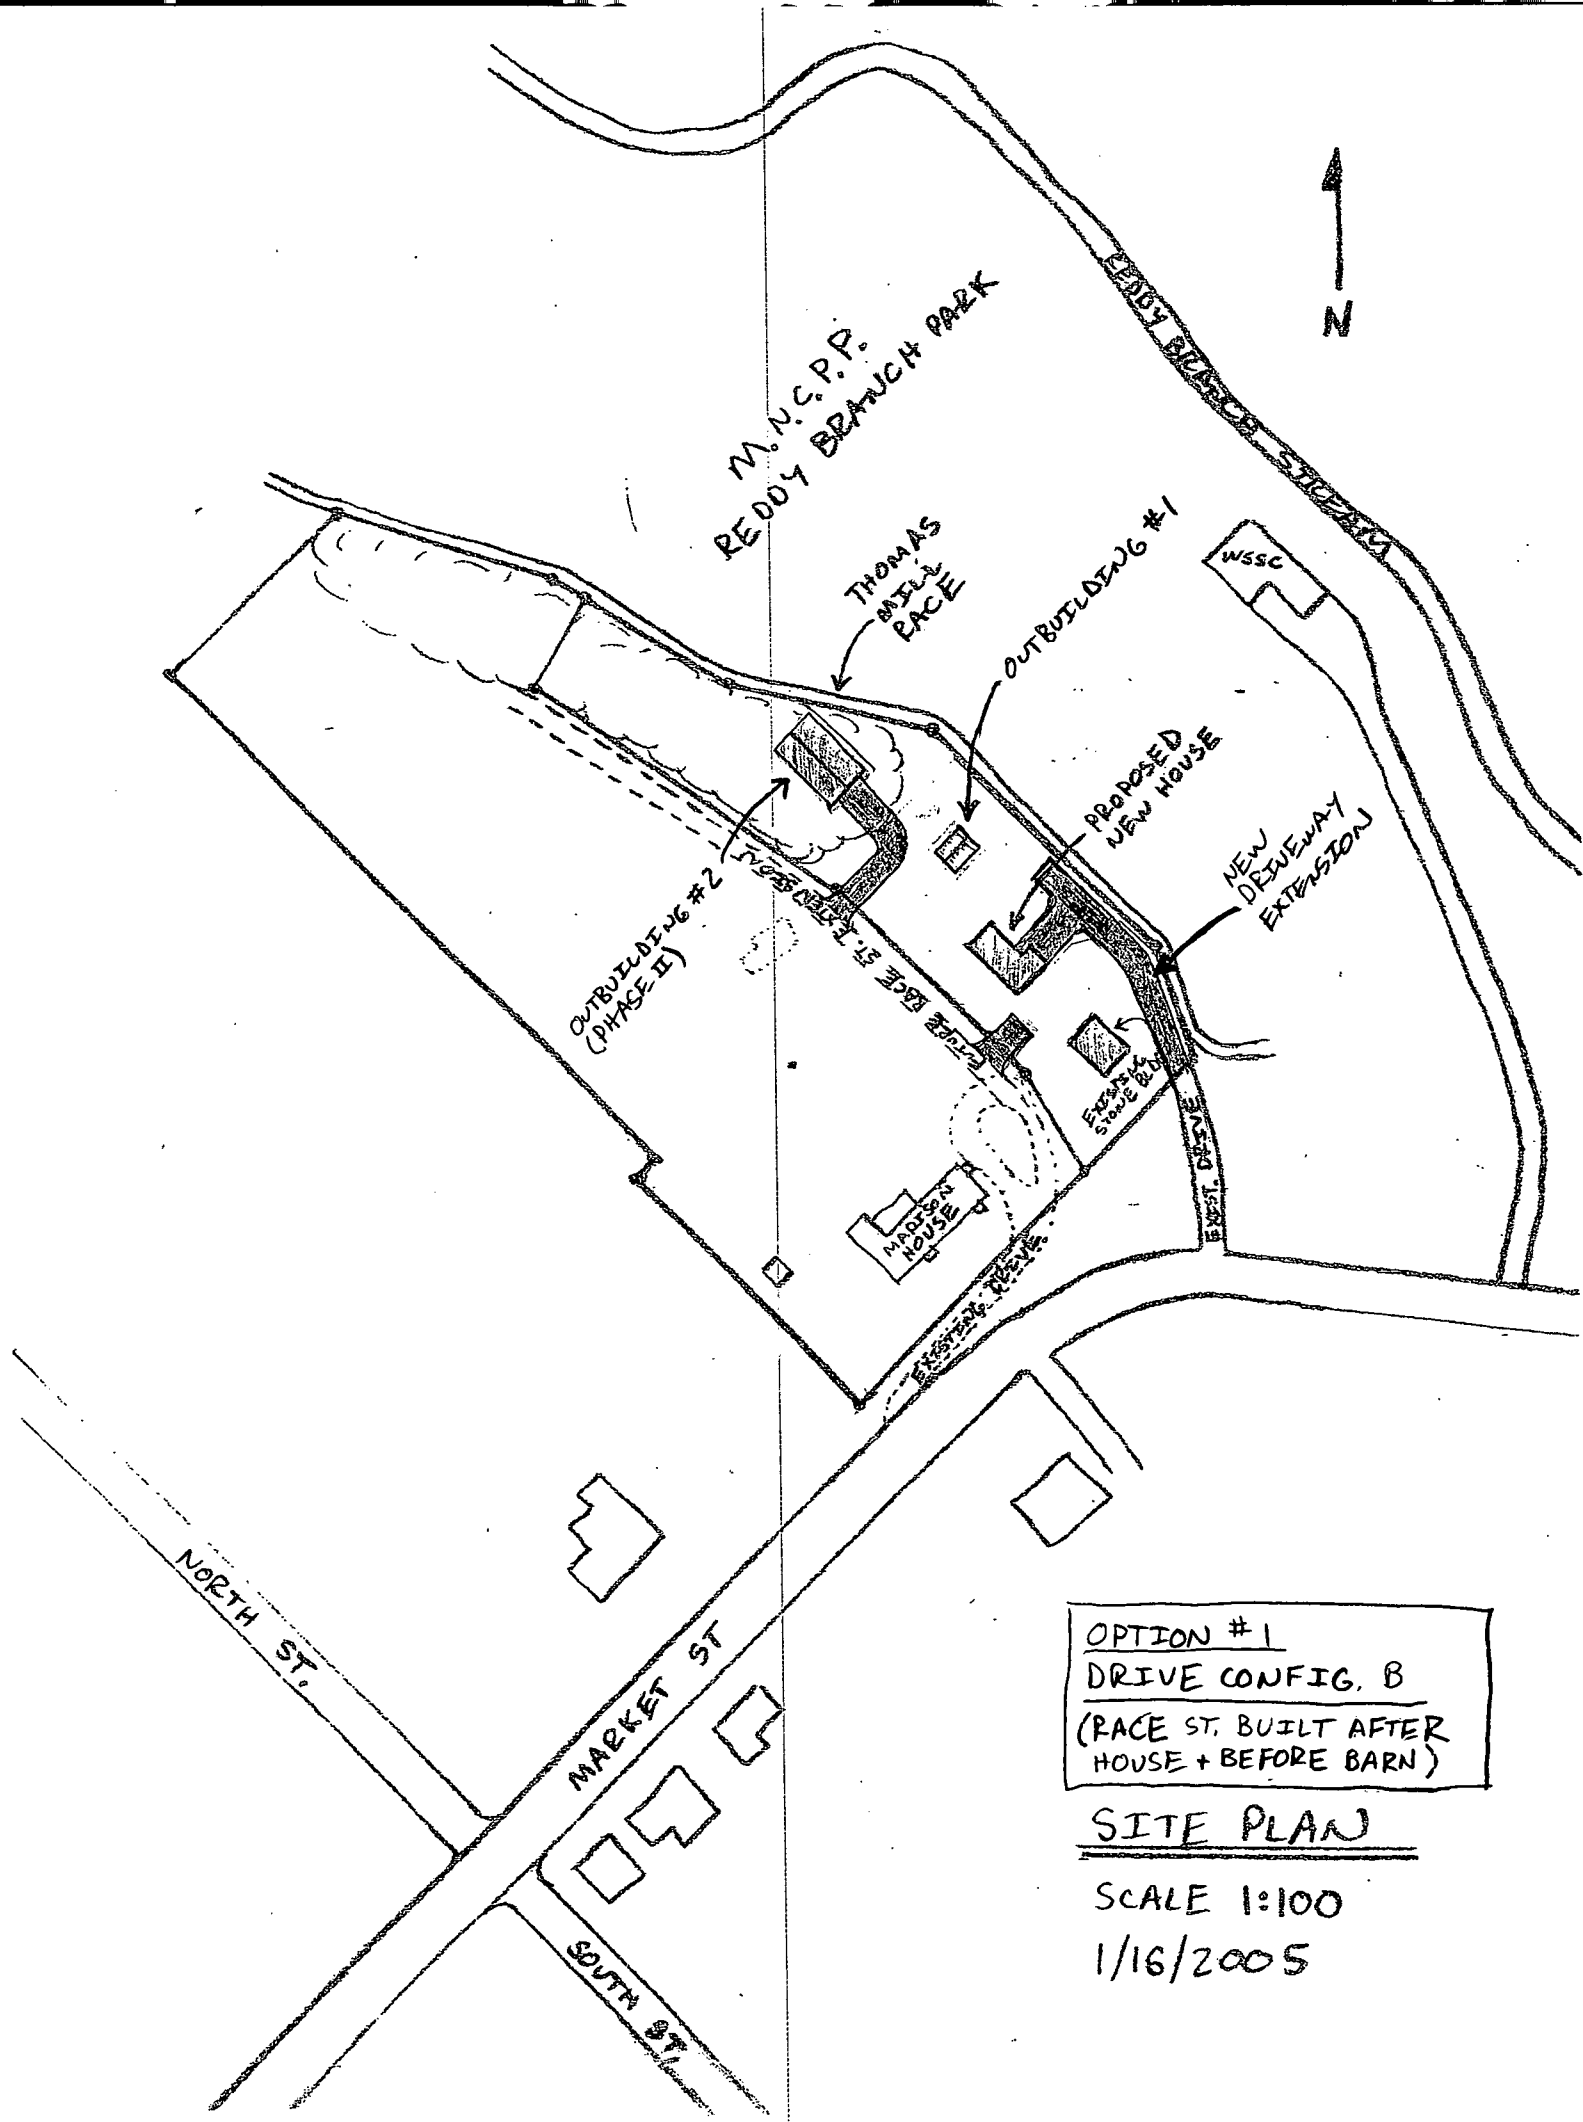 N
REDDY BRANCH STREAM
M.N.C.P.P.
REDDY BRANCH PARK
THOMAS
MILL
RACE
OUTBUILDING #1
WSSC
PROPOSED
NEW HOUSE
NEW
DRIVEWAY
EXTENSION
OUTBUILDING #2
(PHASE II)
FUTURE RACE ST. EXTENSION
EXISTING
STONE BLDG
EXIST. DRIVE
MADISON
HOUSE
EXISTING DRIVE
NORTH ST.
MARKET ST
SOUTH ST.
OPTION #1
DRIVE CONFIG. B
(RACE ST. BUILT AFTER
HOUSE + BEFORE BARN)
SITE PLAN
SCALE 1:100
1/16/2005